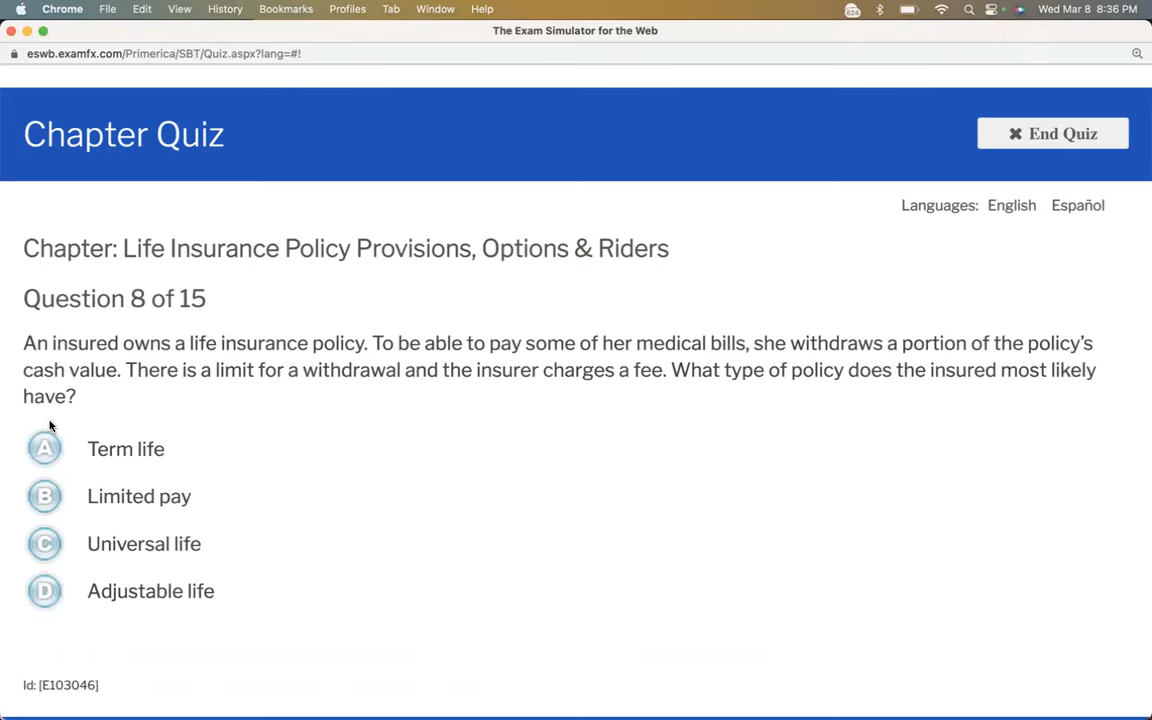 Chrome File Edit View History Bookmarks Profiles Tab Window Help 824 Wed Mar 8 8:36 PM
The Exam Simulator for the Web
eswb.examfx.com/Primerica/SBT/Quiz.aspx?lang=#!
Chapter Quiz
✖ End Quiz
Languages: English Español
Chapter: Life Insurance Policy Provisions, Options & Riders
Question 8 of 15
An insured owns a life insurance policy. To be able to pay some of her medical bills, she withdraws a portion of the policy’s
cash value. There is a limit for a withdrawal and the insurer charges a fee. What type of policy does the insured most likely
have?
A Term life
B Limited pay
C Universal life
D Adjustable life
Id: [E103046]